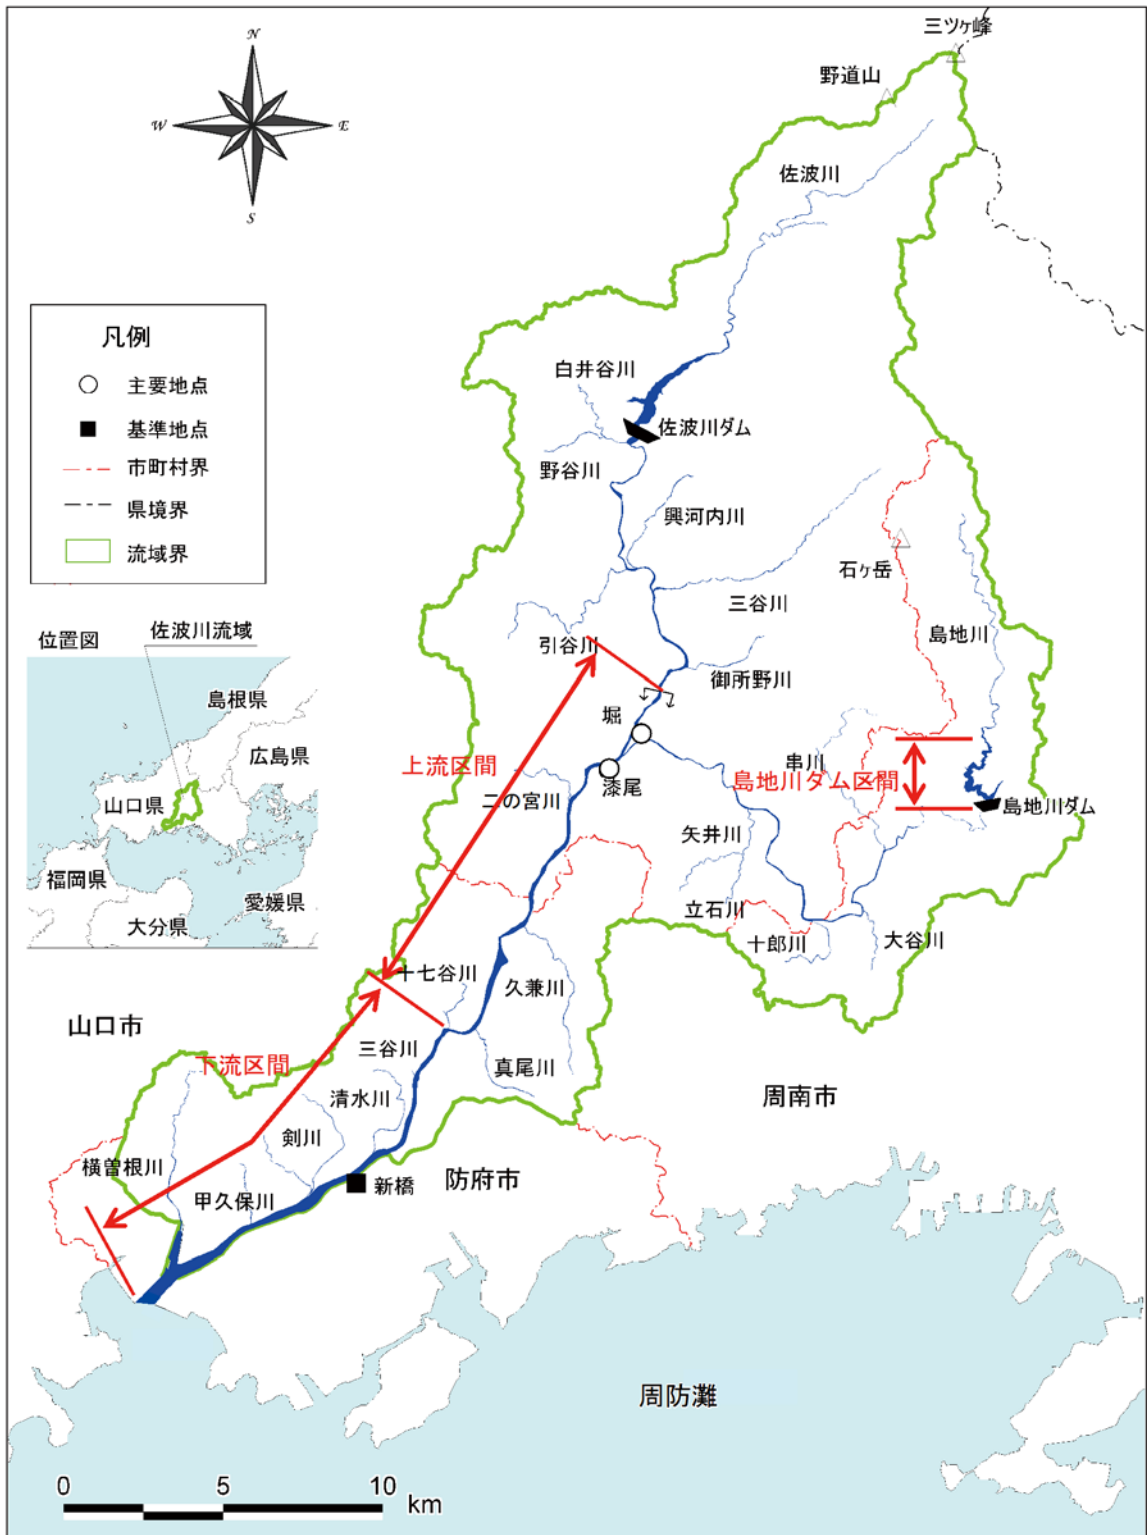 三ツヶ峰
野道山
N
W
E
S
佐波川
凡例
主要地点
基準地点
市町村界
県境界
流域界
白井谷川
佐波川ダム
野谷川
興河内川
石ヶ岳
三谷川
島地川
引谷川
御所野川
位置図
佐波川流域
島根県
広島県
山口県
福岡県
愛媛県
大分県
堀
上流区間
漆尾
二の宮川
串川
島地川ダム区間
島地川ダム
矢井川
立石川
十郎川
大谷川
十七谷川
久兼川
山口市
三谷川
下流区間
真尾川
清水川
周南市
剣川
横曽根川
防府市
新橋
甲久保川
周防灘
0 5 10
km